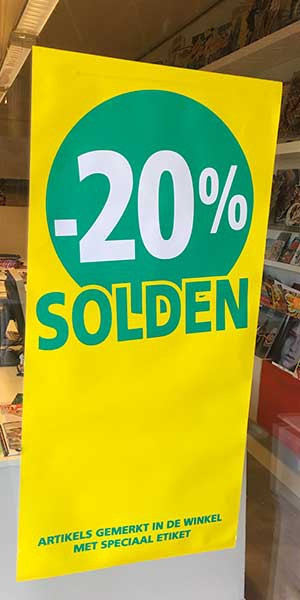 -20%
SOLDEN
ARTIKELS GEMERKT IN DE WINKEL
MET SPECIAAL ETIKET